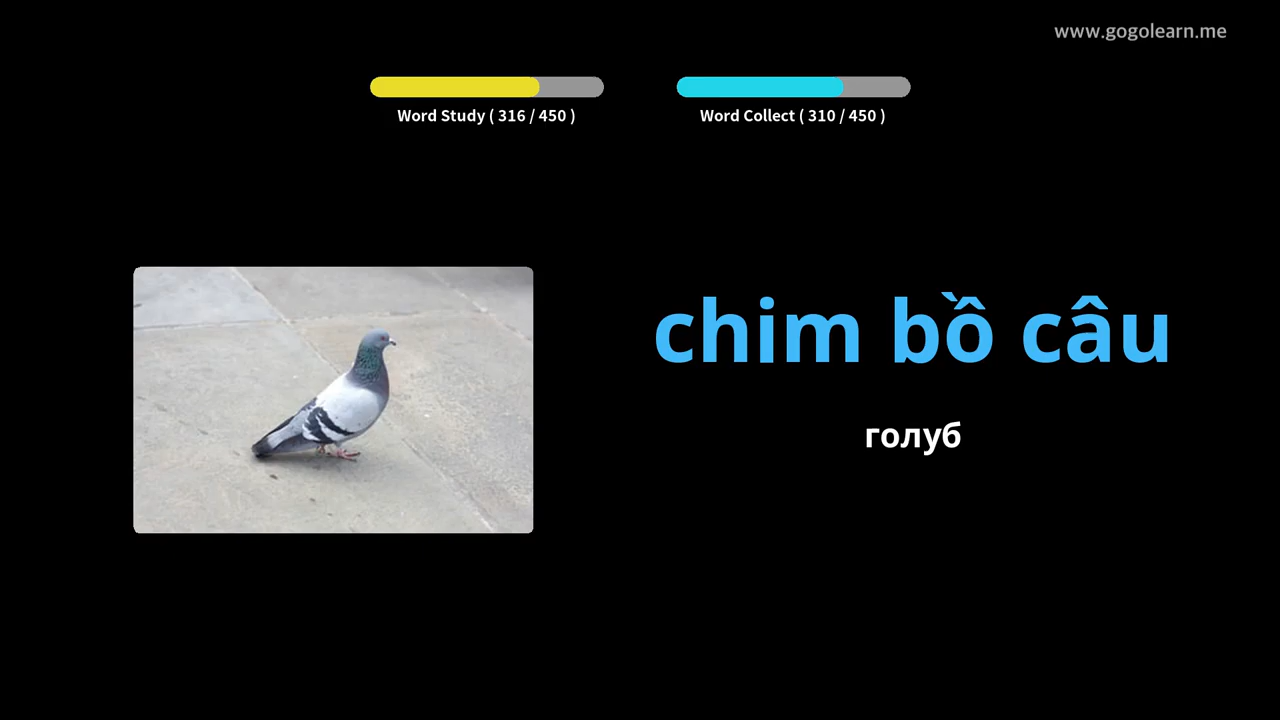 www.gogolearn.me
Word Study ( 316 / 450 )
Word Collect ( 310 / 450 )
chim bồ câu
голуб